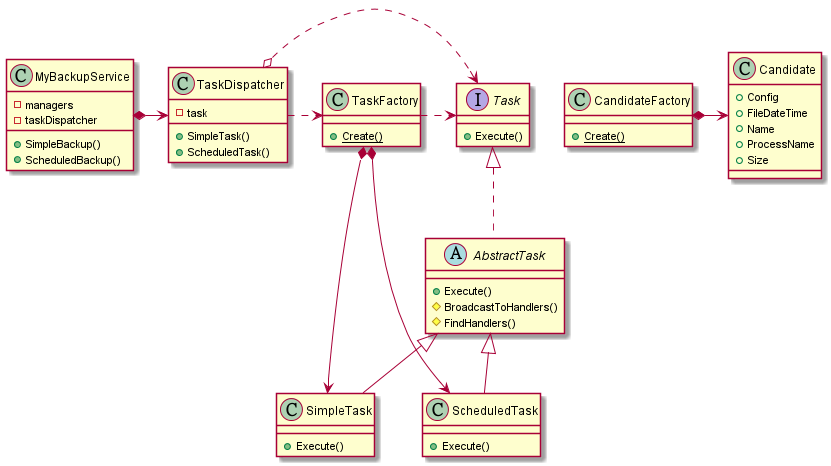 C MyBackupService
managers
taskDispatcher
SimpleBackup()
ScheduledBackup()
C TaskDispatcher
task
SimpleTask()
ScheduledTask()
C TaskFactory
Create()
I Task
Execute()
C CandidateFactory
Create()
C Candidate
Config
FileDateTime
Name
ProcessName
Size
A AbstractTask
Execute()
BroadcastToHandlers()
FindHandlers()
C SimpleTask
Execute()
C ScheduledTask
Execute()